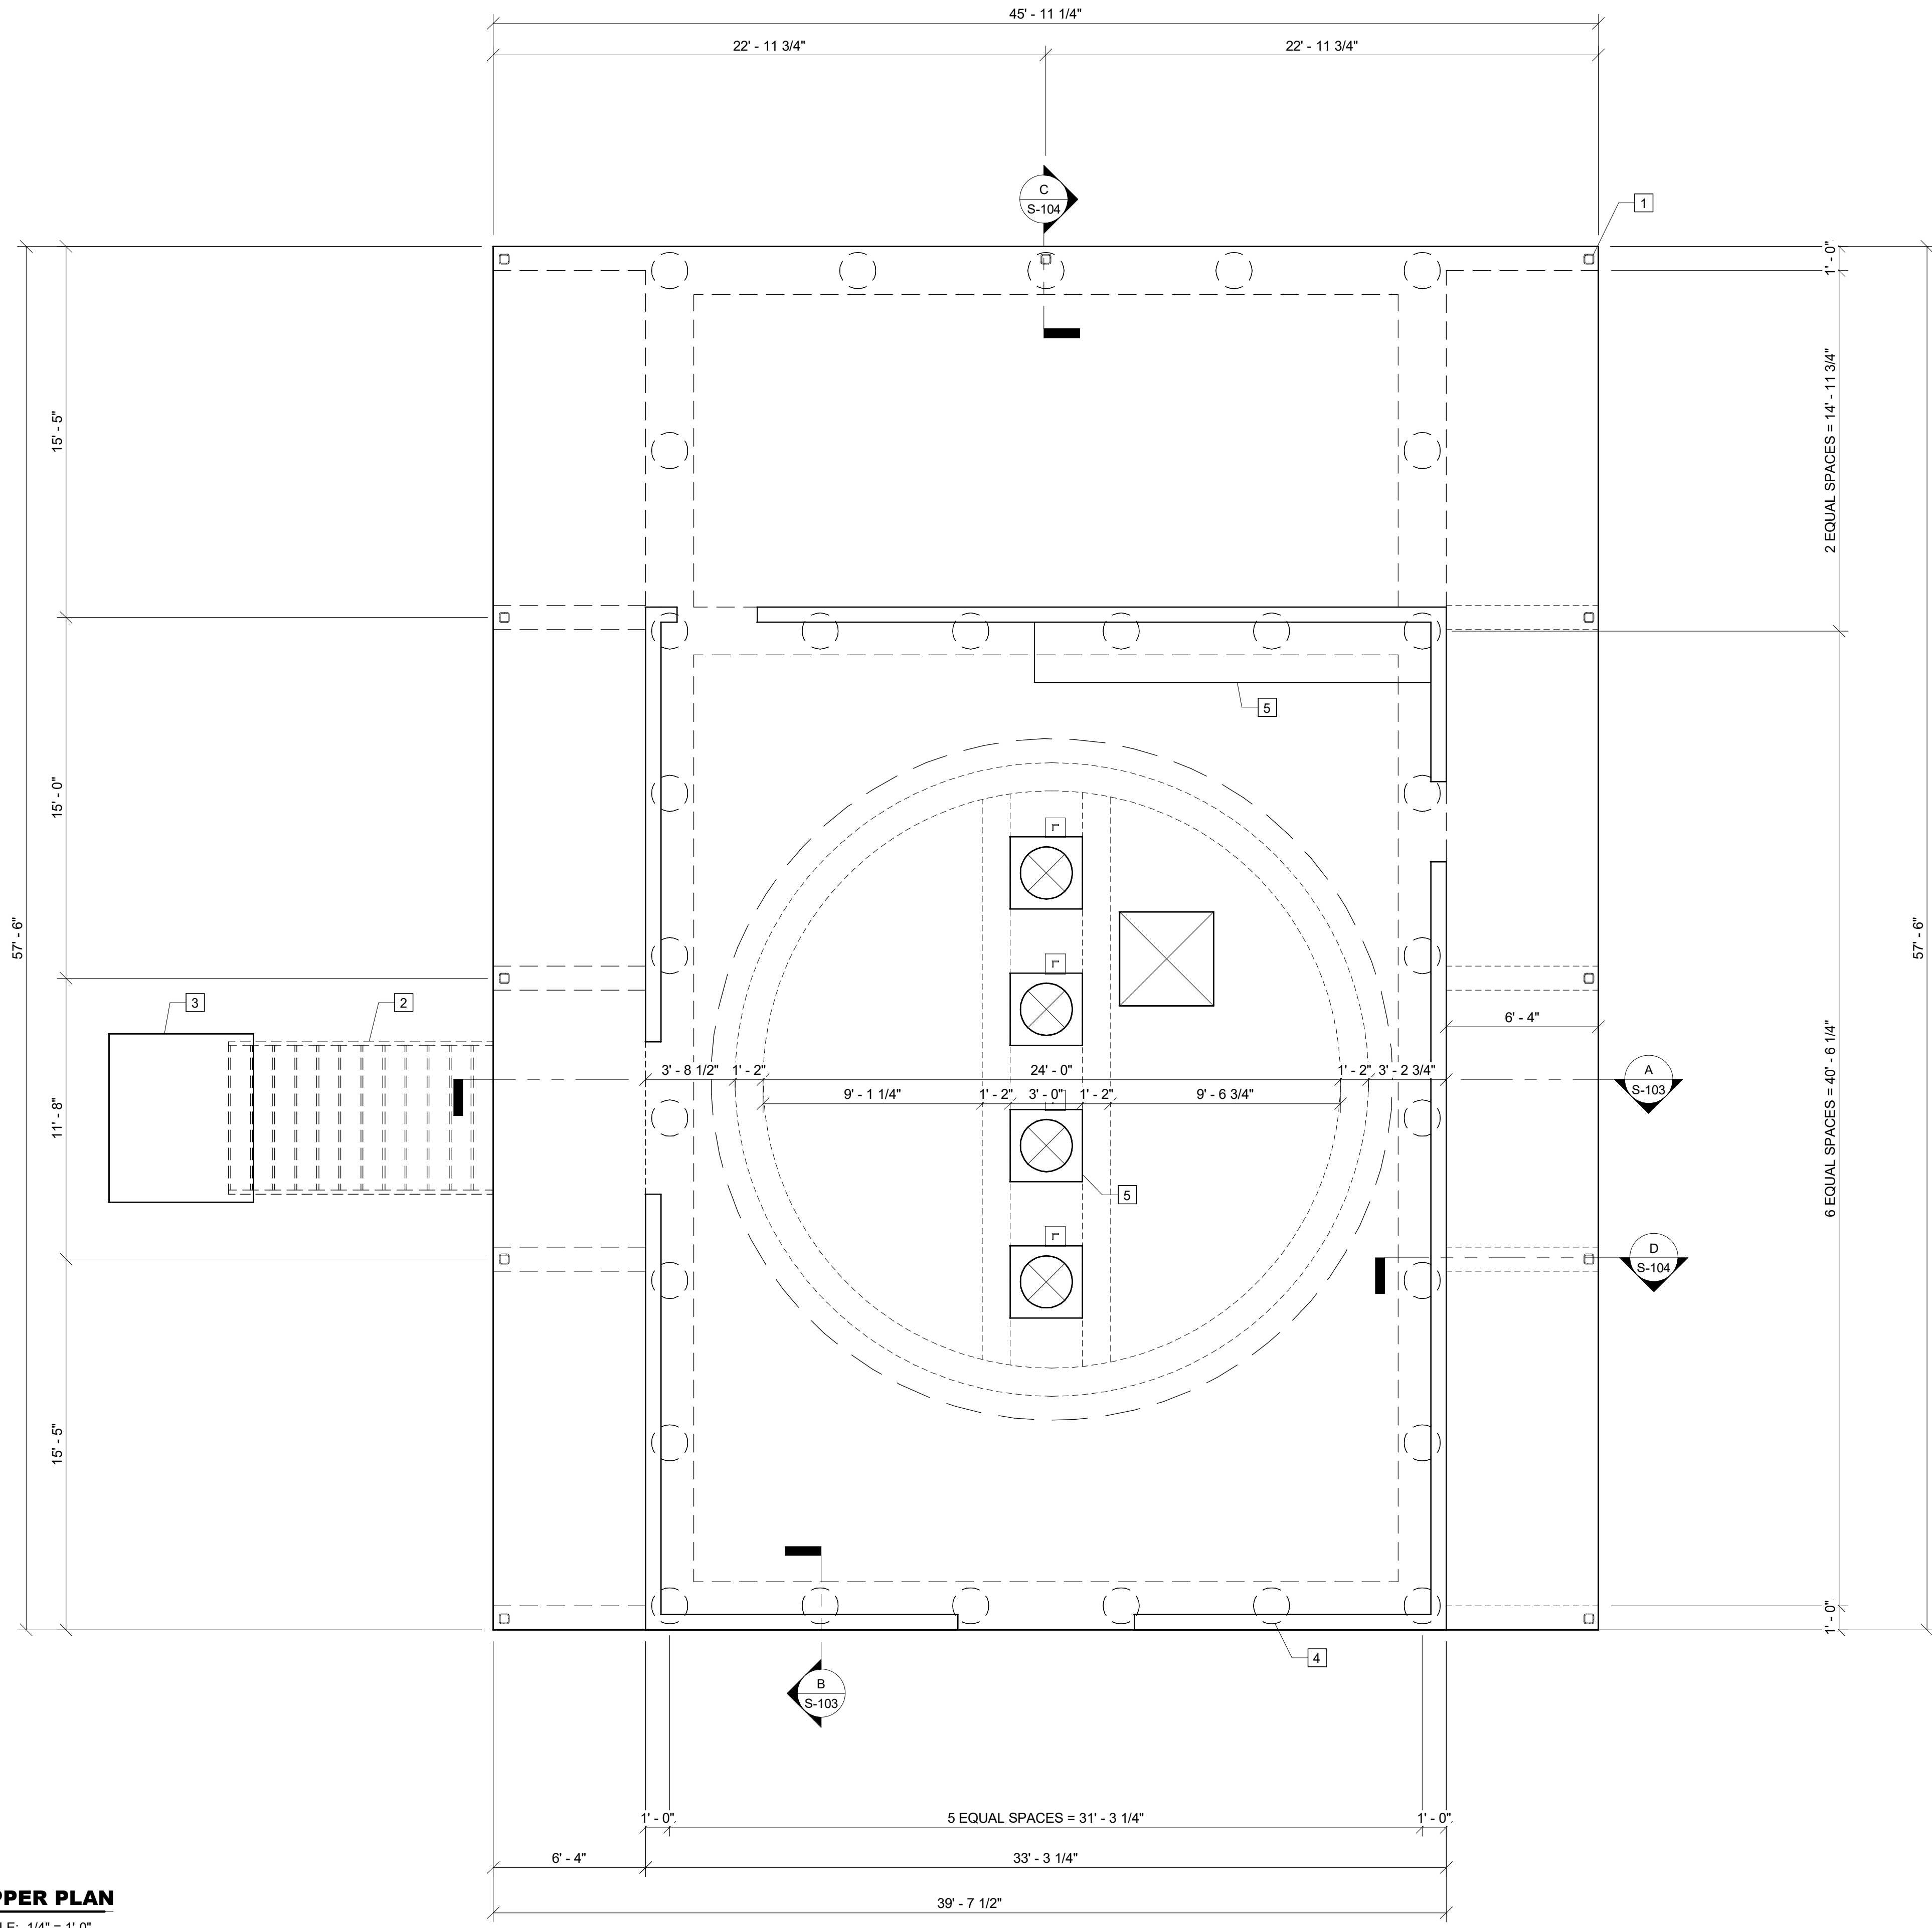 45' - 11 1/4"
22' - 11 3/4"
22' - 11 3/4"
C
S-104
1
1' - 0"
15' - 5"
2 EQUAL SPACES = 14' - 11 3/4"
5
15' - 0"
57' - 6"
57' - 6"
3
2
6' - 4"
3' - 8 1/2"
1' - 2"
24' - 0"
1' - 2"
3' - 2 3/4"
A
S-103
9' - 1 1/4"
1' - 2"
3' - 0"
1' - 2"
9' - 6 3/4"
11' - 8"
6 EQUAL SPACES = 40' - 6 1/4"
5
D
S-104
15' - 5"
1' - 0"
4
B
S-103
1' - 0"
5 EQUAL SPACES = 31' - 3 1/4"
1' - 0"
6' - 4"
33' - 3 1/4"
39' - 7 1/2"
PPER PLAN
LE: 1/4" = 1'-0"